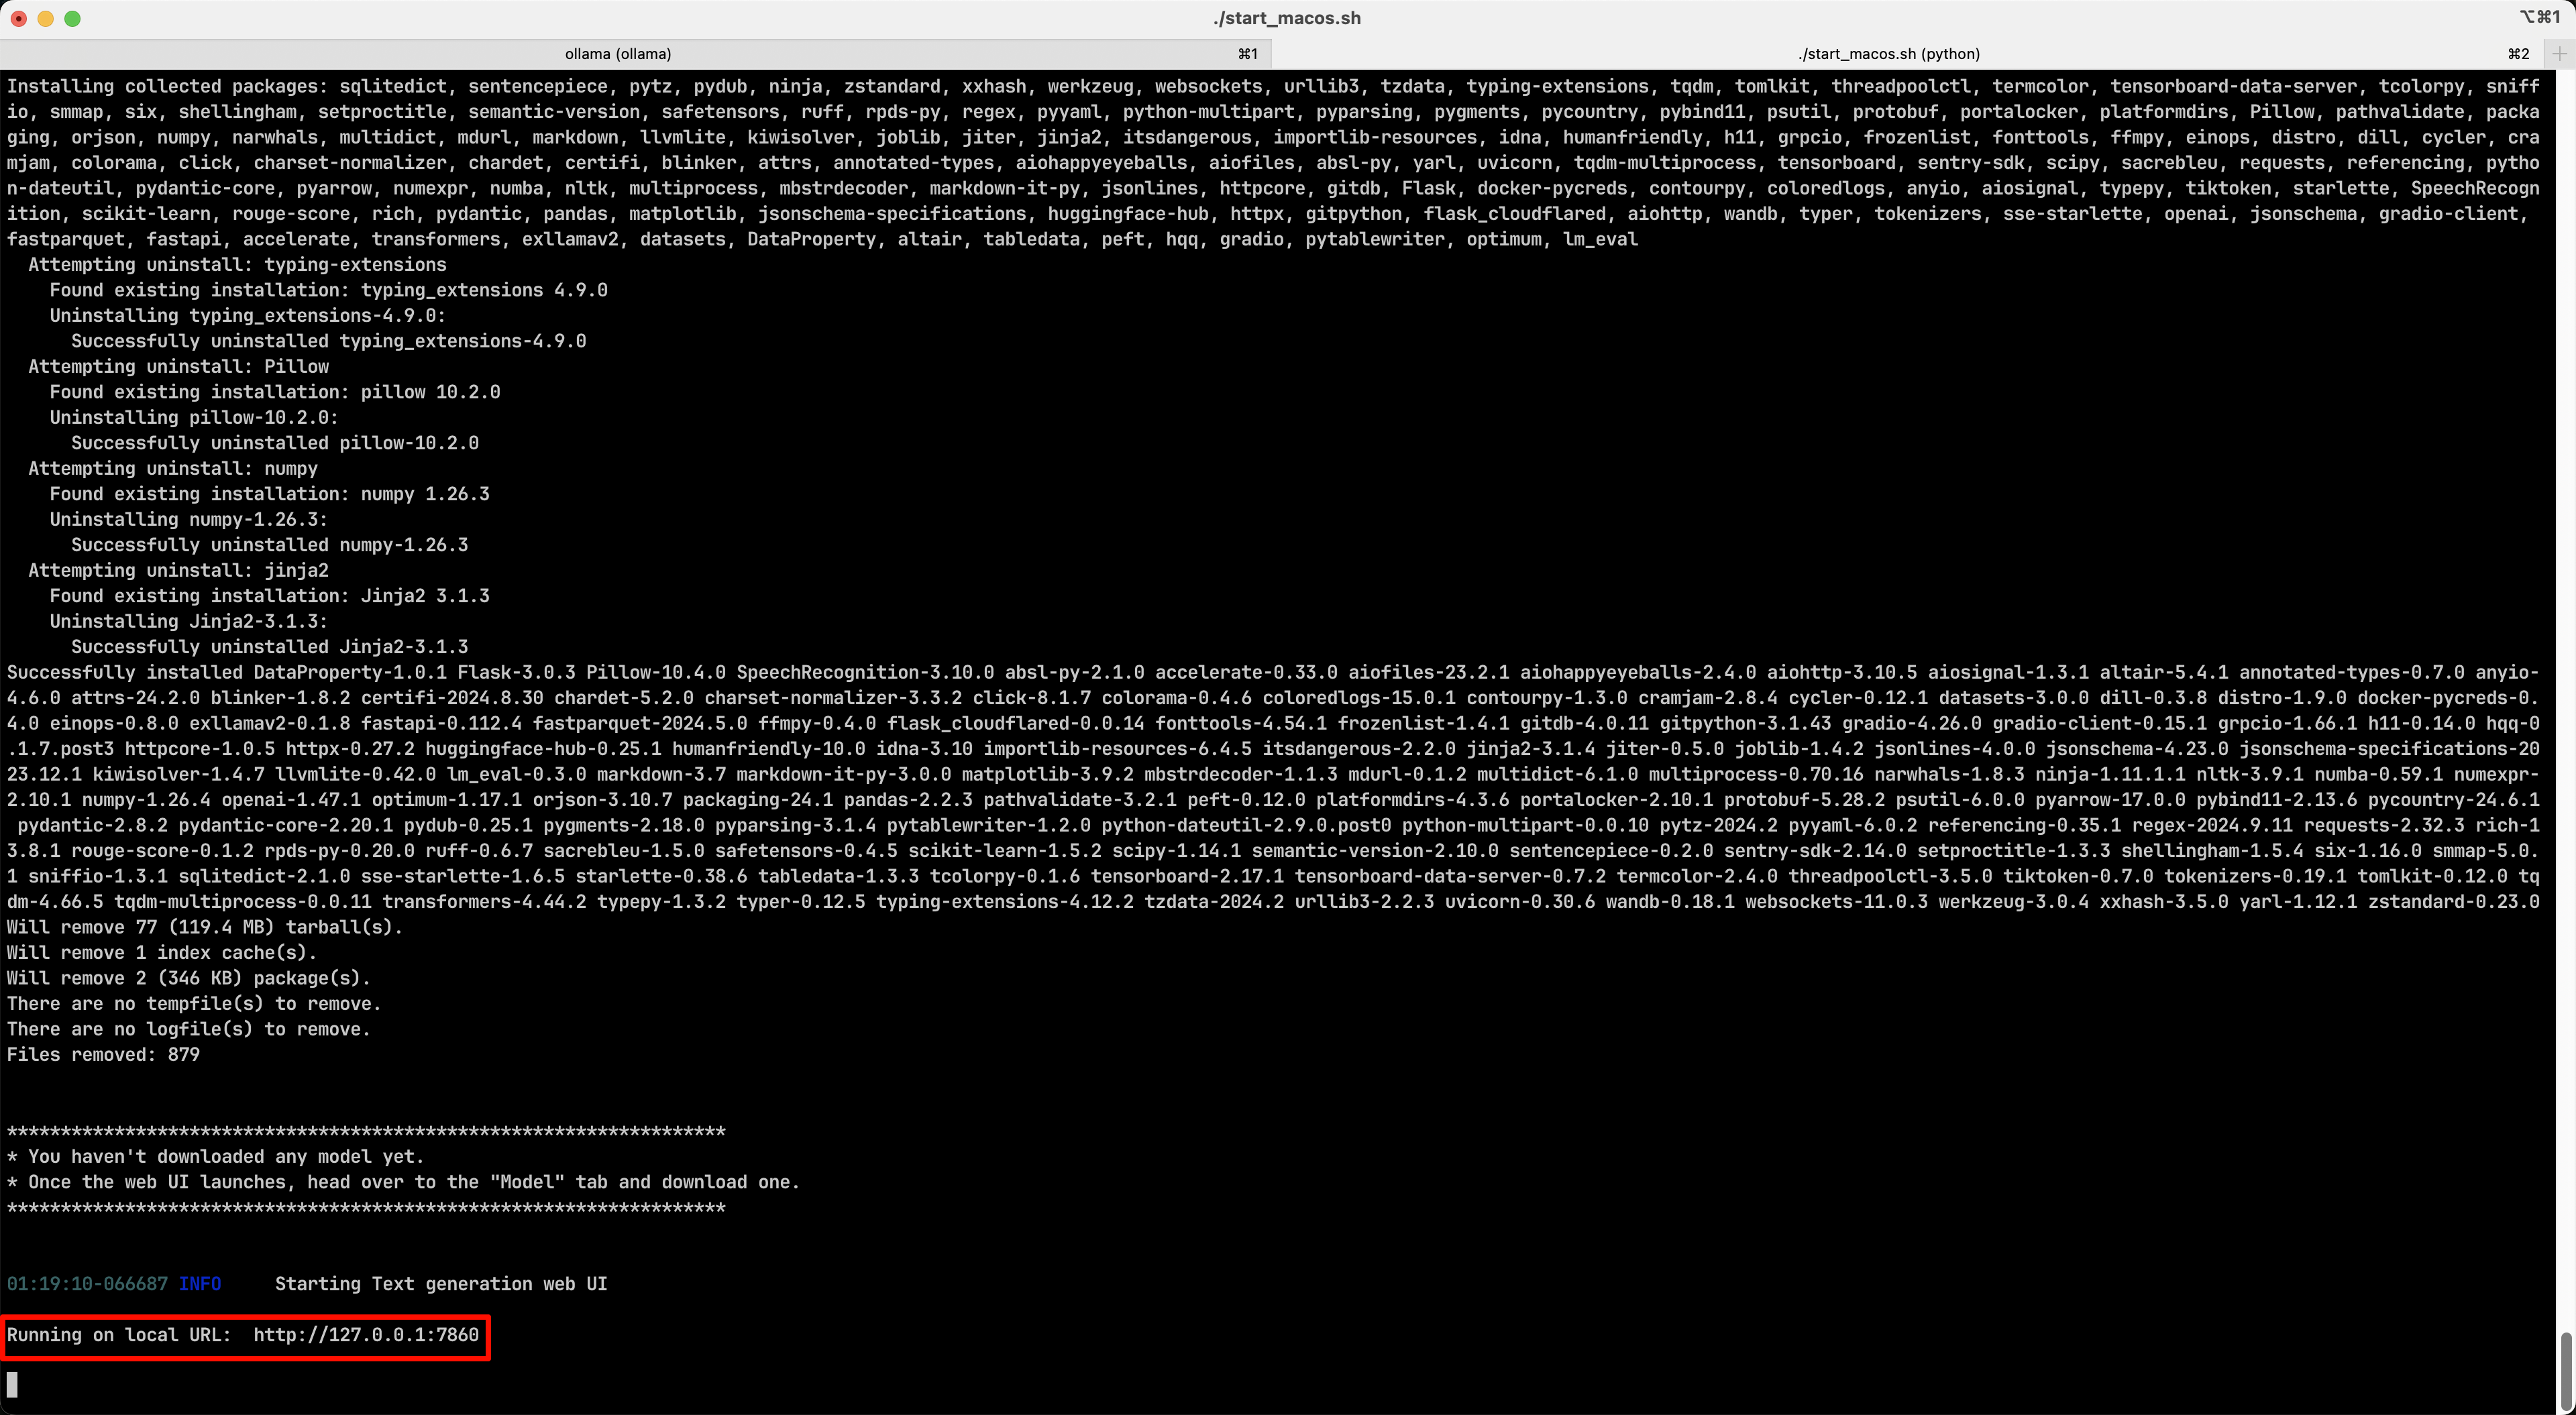 ./start_macos.sh
⌥⌘1
ollama (ollama)
⌘1
./start_macos.sh (python)
⌘2
Installing collected packages: sqlitedict, sentencepiece, pytz, pydub, ninja, zstandard, xxhash, werkzeug, websockets, urllib3, tzdata, typing-extensions, tqdm, tomlkit, threadpoolctl, termcolor, tensorboard-data-server, tcolorpy, sniff
io, smmap, six, shellingham, setproctitle, semantic-version, safetensors, ruff, rpds-py, regex, pyyaml, python-multipart, pyparsing, pygments, pycountry, pybind11, psutil, protobuf, portalocker, platformdirs, Pillow, pathvalidate, packa
ging, orjson, numpy, narwhals, multidict, mdurl, markdown, llvmlite, kiwisolver, joblib, jiter, jinja2, itsdangerous, importlib-resources, idna, humanfriendly, h11, grpcio, frozenlist, fonttools, ffmpy, einops, distro, dill, cycler, cra
mjam, colorama, click, charset-normalizer, chardet, certifi, blinker, attrs, annotated-types, aiohappyeyeballs, aiofiles, absl-py, yarl, uvicorn, tqdm-multiprocess, tensorboard, sentry-sdk, scipy, sacrebleu, requests, referencing, pytho
n-dateutil, pydantic-core, pyarrow, numexpr, numba, nltk, multiprocess, mbstrdecoder, markdown-it-py, jsonlines, httpcore, gitdb, Flask, docker-pycreds, contourpy, coloredlogs, anyio, aiosignal, typepy, tiktoken, starlette, SpeechRecogn
ition, scikit-learn, rouge-score, rich, pydantic, pandas, matplotlib, jsonschema-specifications, huggingface-hub, httpx, gitpython, flask_cloudflared, aiohttp, wandb, typer, tokenizers, sse-starlette, openai, jsonschema, gradio-client,
fastparquet, fastapi, accelerate, transformers, exllamav2, datasets, DataProperty, altair, tabledata, peft, hqq, gradio, pytablewriter, optimum, lm_eval
Attempting uninstall: typing-extensions
Found existing installation: typing_extensions 4.9.0
Uninstalling typing_extensions-4.9.0:
Successfully uninstalled typing_extensions-4.9.0
Attempting uninstall: Pillow
Found existing installation: pillow 10.2.0
Uninstalling pillow-10.2.0:
Successfully uninstalled pillow-10.2.0
Attempting uninstall: numpy
Found existing installation: numpy 1.26.3
Uninstalling numpy-1.26.3:
Successfully uninstalled numpy-1.26.3
Attempting uninstall: jinja2
Found existing installation: Jinja2 3.1.3
Uninstalling Jinja2-3.1.3:
Successfully uninstalled Jinja2-3.1.3
Successfully installed DataProperty-1.0.1 Flask-3.0.3 Pillow-10.4.0 SpeechRecognition-3.10.0 absl-py-2.1.0 accelerate-0.33.0 aiofiles-23.2.1 aiohappyeyeballs-2.4.0 aiohttp-3.10.5 aiosignal-1.3.1 altair-5.4.1 annotated-types-0.7.0 anyio-
4.6.0 attrs-24.2.0 blinker-1.8.2 certifi-2024.8.30 chardet-5.2.0 charset-normalizer-3.3.2 click-8.1.7 colorama-0.4.6 coloredlogs-15.0.1 contourpy-1.3.0 cramjam-2.8.4 cycler-0.12.1 datasets-3.0.0 dill-0.3.8 distro-1.9.0 docker-pycreds-0.
4.0 einops-0.8.0 exllamav2-0.1.8 fastapi-0.112.4 fastparquet-2024.5.0 ffmpy-0.4.0 flask_cloudflared-0.0.14 fonttools-4.54.1 frozenlist-1.4.1 gitdb-4.0.11 gitpython-3.1.43 gradio-4.26.0 gradio-client-0.15.1 grpcio-1.66.1 h11-0.14.0 hqq-0
.1.7.post3 httpcore-1.0.5 httpx-0.27.2 huggingface-hub-0.25.1 humanfriendly-10.0 idna-3.10 importlib-resources-6.4.5 itsdangerous-2.2.0 jinja2-3.1.4 jiter-0.5.0 joblib-1.4.2 jsonlines-4.0.0 jsonschema-4.23.0 jsonschema-specifications-20
23.12.1 kiwisolver-1.4.7 llvmlite-0.42.0 lm_eval-0.3.0 markdown-3.7 markdown-it-py-3.0.0 matplotlib-3.9.2 mbstrdecoder-1.1.3 mdurl-0.1.2 multidict-6.1.0 multiprocess-0.70.16 narwhals-1.8.3 ninja-1.11.1.1 nltk-3.9.1 numba-0.59.1 numexpr-
2.10.1 numpy-1.26.4 openai-1.47.1 optimum-1.17.1 orjson-3.10.7 packaging-24.1 pandas-2.2.3 pathvalidate-3.2.1 peft-0.12.0 platformdirs-4.3.6 portalocker-2.10.1 protobuf-5.28.2 psutil-6.0.0 pyarrow-17.0.0 pybind11-2.13.6 pycountry-24.6.1
pydantic-2.8.2 pydantic-core-2.20.1 pydub-0.25.1 pygments-2.18.0 pyparsing-3.1.4 pytablewriter-1.2.0 python-dateutil-2.9.0.post0 python-multipart-0.0.10 pytz-2024.2 pyyaml-6.0.2 referencing-0.35.1 regex-2024.9.11 requests-2.32.3 rich-1
3.8.1 rouge-score-0.1.2 rpds-py-0.20.0 ruff-0.6.7 sacrebleu-1.5.0 safetensors-0.4.5 scikit-learn-1.5.2 scipy-1.14.1 semantic-version-2.10.0 sentencepiece-0.2.0 sentry-sdk-2.14.0 setproctitle-1.3.3 shellingham-1.5.4 six-1.16.0 smmap-5.0.
1 sniffio-1.3.1 sqlitedict-2.1.0 sse-starlette-1.6.5 starlette-0.38.6 tabledata-1.3.3 tcolorpy-0.1.6 tensorboard-2.17.1 tensorboard-data-server-0.7.2 termcolor-2.4.0 threadpoolctl-3.5.0 tiktoken-0.7.0 tokenizers-0.19.1 tomlkit-0.12.0 tq
dm-4.66.5 tqdm-multiprocess-0.0.11 transformers-4.44.2 typepy-1.3.2 typer-0.12.5 typing-extensions-4.12.2 tzdata-2024.2 urllib3-2.2.3 uvicorn-0.30.6 wandb-0.18.1 websockets-11.0.3 werkzeug-3.0.4 xxhash-3.5.0 yarl-1.12.1 zstandard-0.23.0
Will remove 77 (119.4 MB) tarball(s).
Will remove 1 index cache(s).
Will remove 2 (346 KB) package(s).
There are no tempfile(s) to remove.
There are no logfile(s) to remove.
Files removed: 879
*******************************************************************
* You haven't downloaded any model yet.
* Once the web UI launches, head over to the "Model" tab and download one.
*******************************************************************
01:19:10-066687 INFO     Starting Text generation web UI
Running on local URL:  http://127.0.0.1:7860